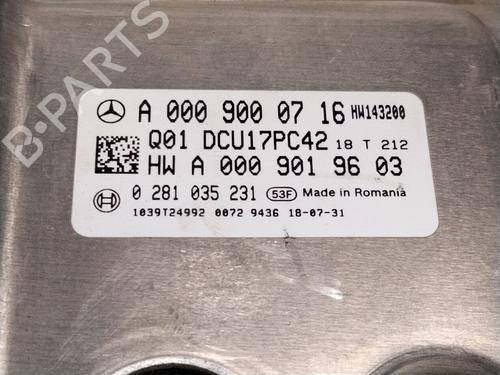 A 000 900 07 16 HW143200
Q01 DCU17PC42 18 T 212
HW A 000 901 96 03
0 281 035 231 53F Made in Romania
1039T24992 0072 9436 18-07-31
B-Parts